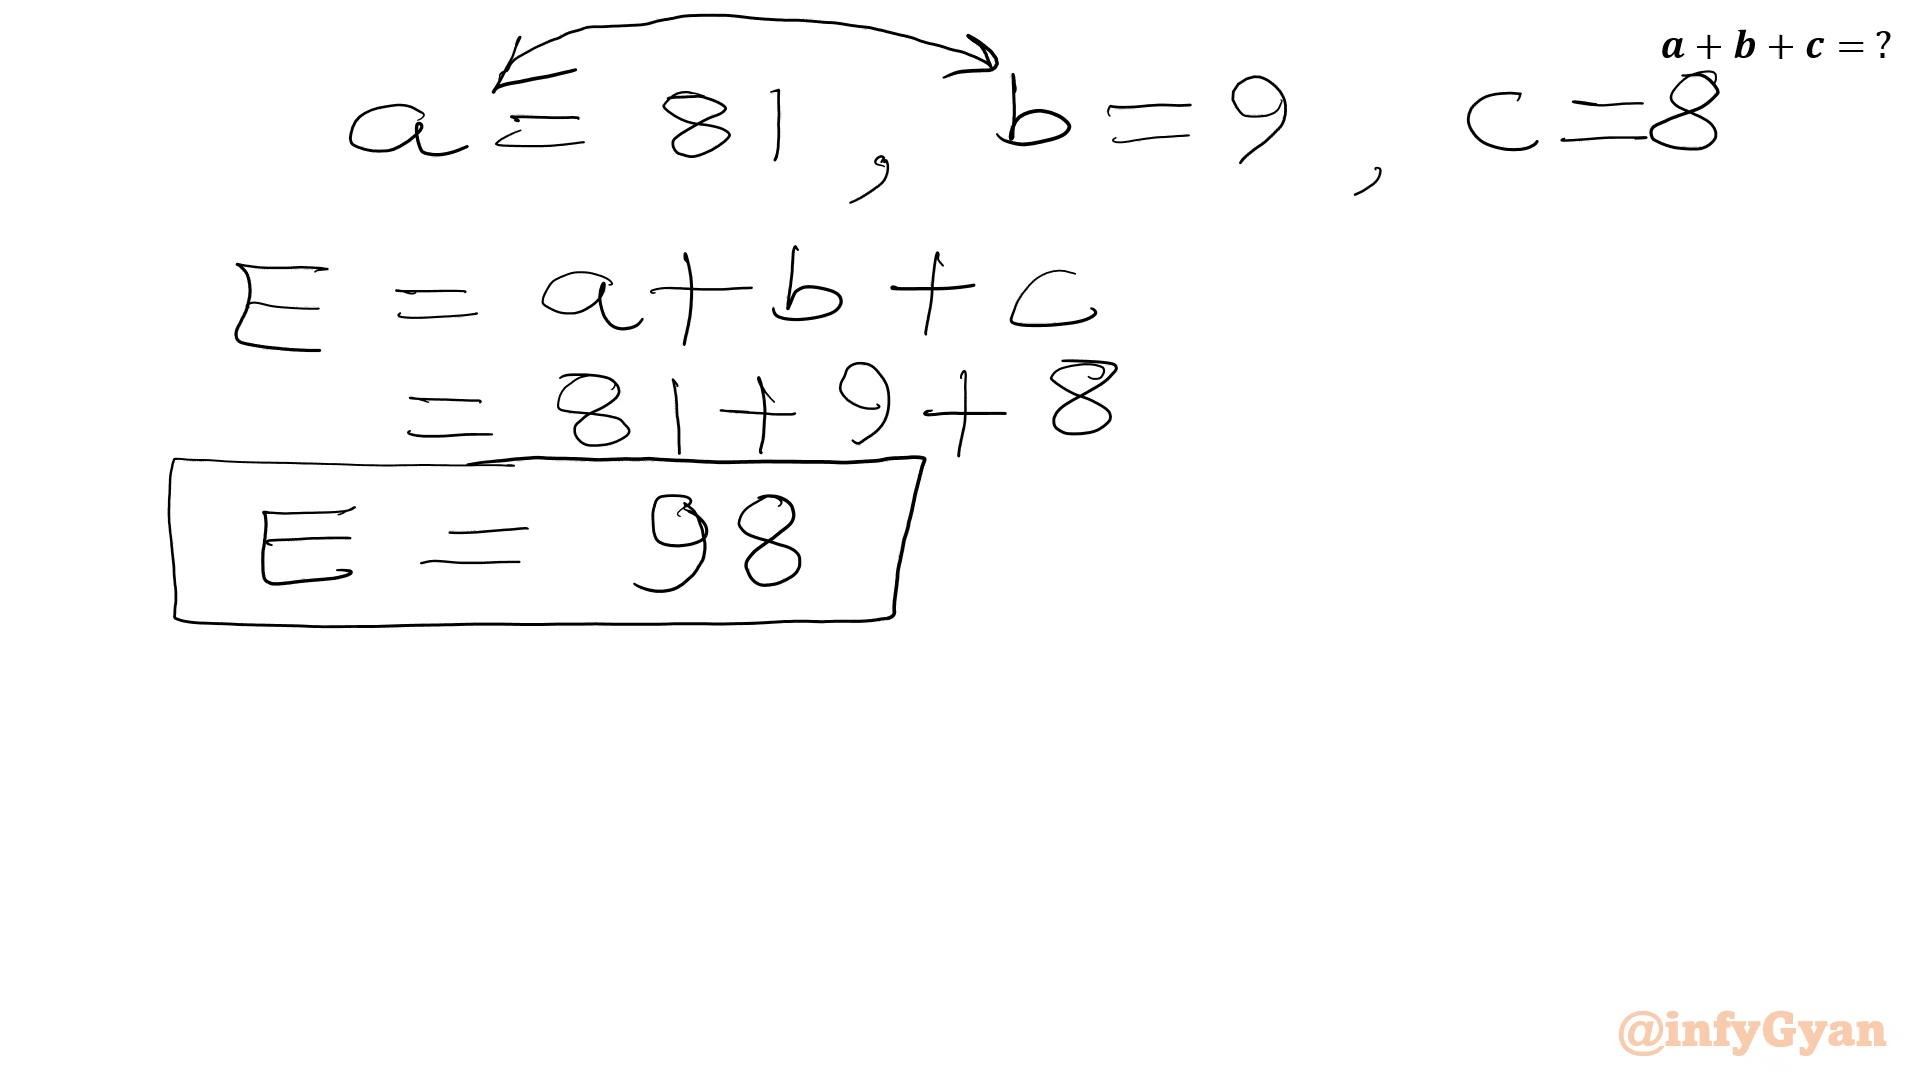 a + b + c = ?
a = 81 , b = 9 , c = 8
E = a + b + c
= 81 + 9 + 8
E = 98
@infyGyan